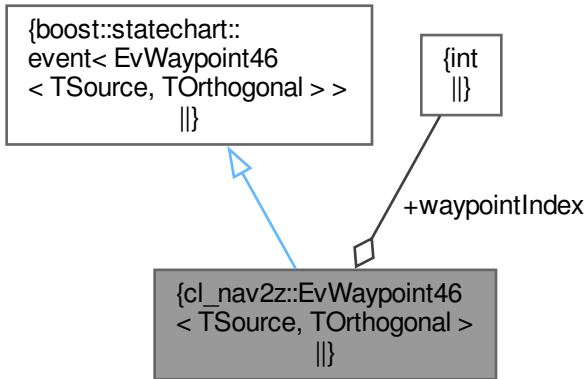 {boost::statechart::
event< EvWaypoint46
< TSource, TOrthogonal > >
||}
{int
||}
+waypointIndex
{cl_nav2z::EvWaypoint46
< TSource, TOrthogonal >
||}